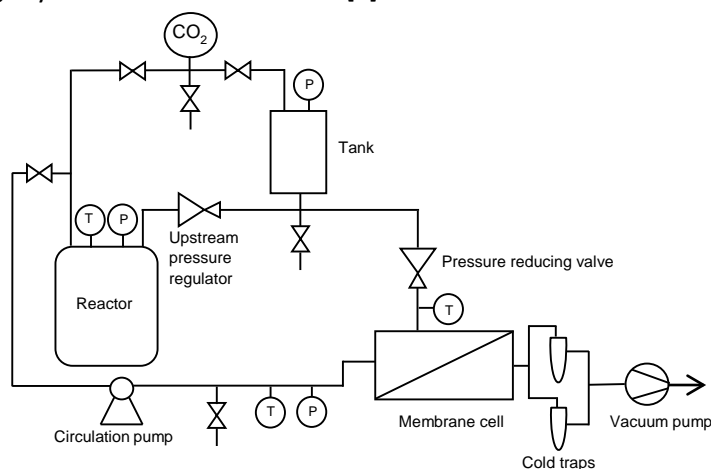 CO2
P
Tank
T
P
Upstream
pressure
regulator
Reactor
Pressure reducing valve
T
T
P
Circulation pump
Membrane cell
Vacuum pump
Cold traps